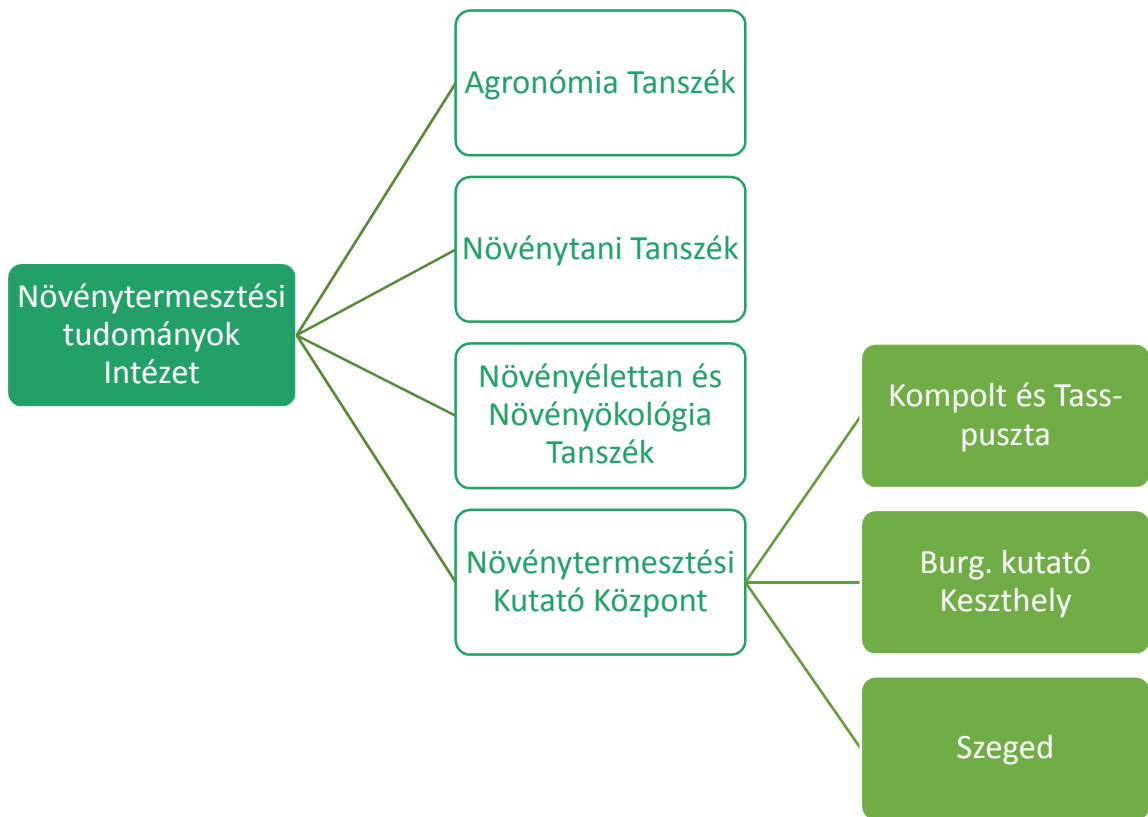 Növénytermesztési
tudományok
Intézet
Agronómia Tanszék
Növénytani Tanszék
Növényélettan és
Növényökológia
Tanszék
Növénytermesztési
Kutató Központ
Kompolt és Tass-
puszta
Burg. kutató
Keszthely
Szeged